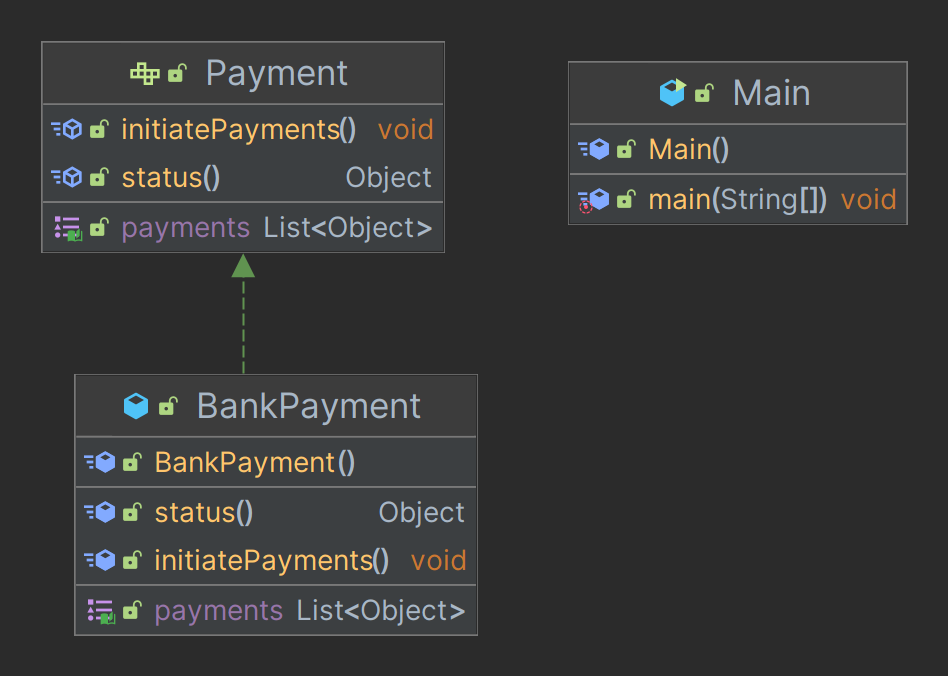 Payment
initiatePayments() void
status() Object
payments List<Object>
Main
Main()
main(String[]) void
BankPayment
BankPayment()
status() Object
initiatePayments() void
payments List<Object>